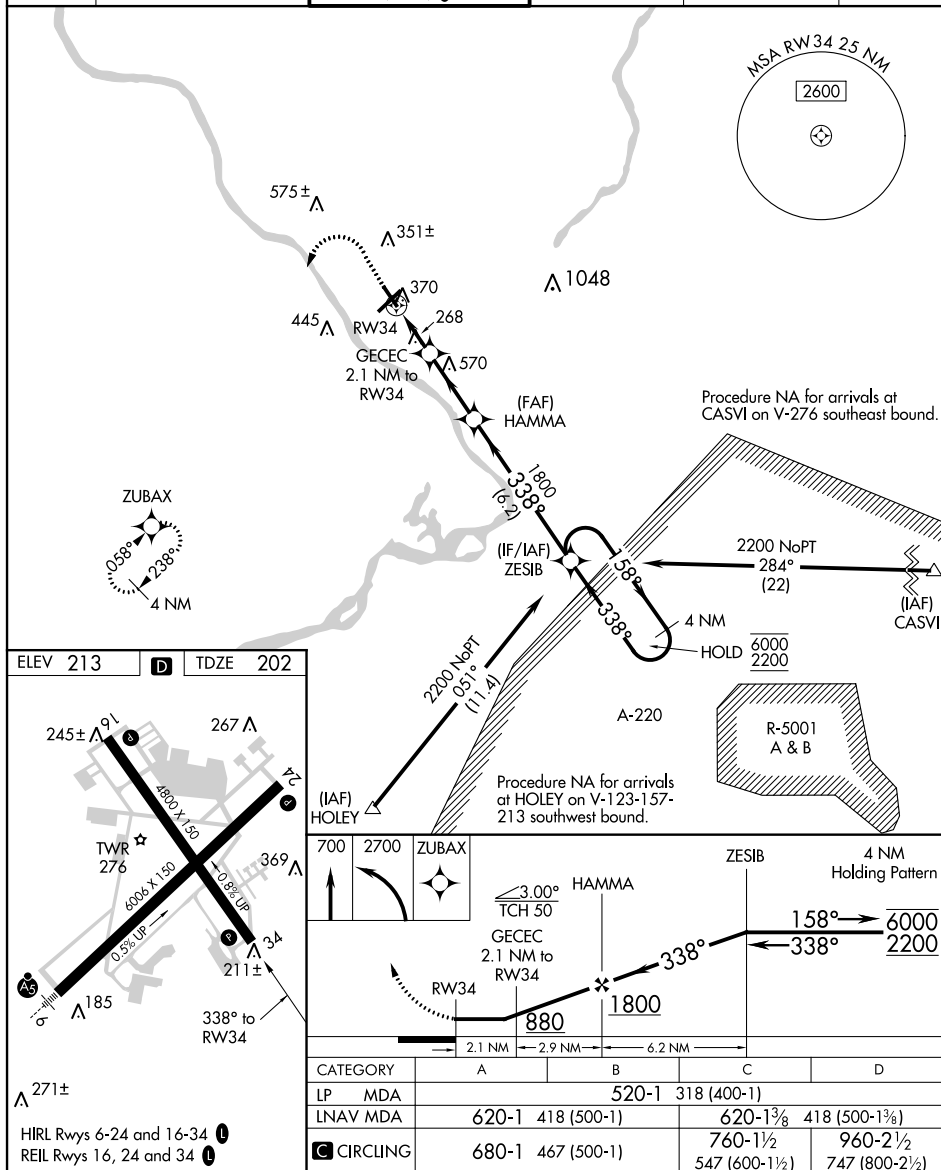 MSA RW34 25 NM
2600
575±
351±
1048
370
445
RW34
268
GECEC
2.1 NM to
RW34
570
(FAF)
HAMMA
Procedure NA for arrivals at
CASVI on V-276 southeast bound.
1800
338°
(6.2)
ZUBAX
058°
238°
4 NM
(IF/IAF)
ZESIB
158°
338°
2200 NoPT
284°
(22)
(IAF)
CASVI
4 NM
HOLD 6000
2200
2200 NoPT
051°
(11.4)
A-220
R-5001
A & B
(IAF)
HOLEY
Procedure NA for arrivals
at HOLEY on V-123-157-
213 southwest bound.
ELEV 213 D TDZE 202
245±
16
P
267
24
P
4800 X 150
TWR
276
6006 X 150
369
0.8% UP
0.5% UP
P
34
211±
A5
6
185
338° to
RW34
271±
HIRL Rwys 6-24 and 16-34 L
REIL Rwys 16, 24 and 34 L
700 2700 ZUBAX
3.00°
TCH 50
HAMMA
ZESIB
4 NM
Holding Pattern
GECEC
2.1 NM to
RW34
RW34
158°
338°
6000
2200
338°
1800
880
2.1 NM 2.9 NM 6.2 NM
CATEGORY A B C D
LP MDA 520-1 318 (400-1)
LNAV MDA 620-1 418 (500-1) 620-1⅜ 418 (500-1⅜)
C CIRCLING 680-1 467 (500-1) 760-1½ 547 (600-1½) 960-2½ 747 (800-2½)